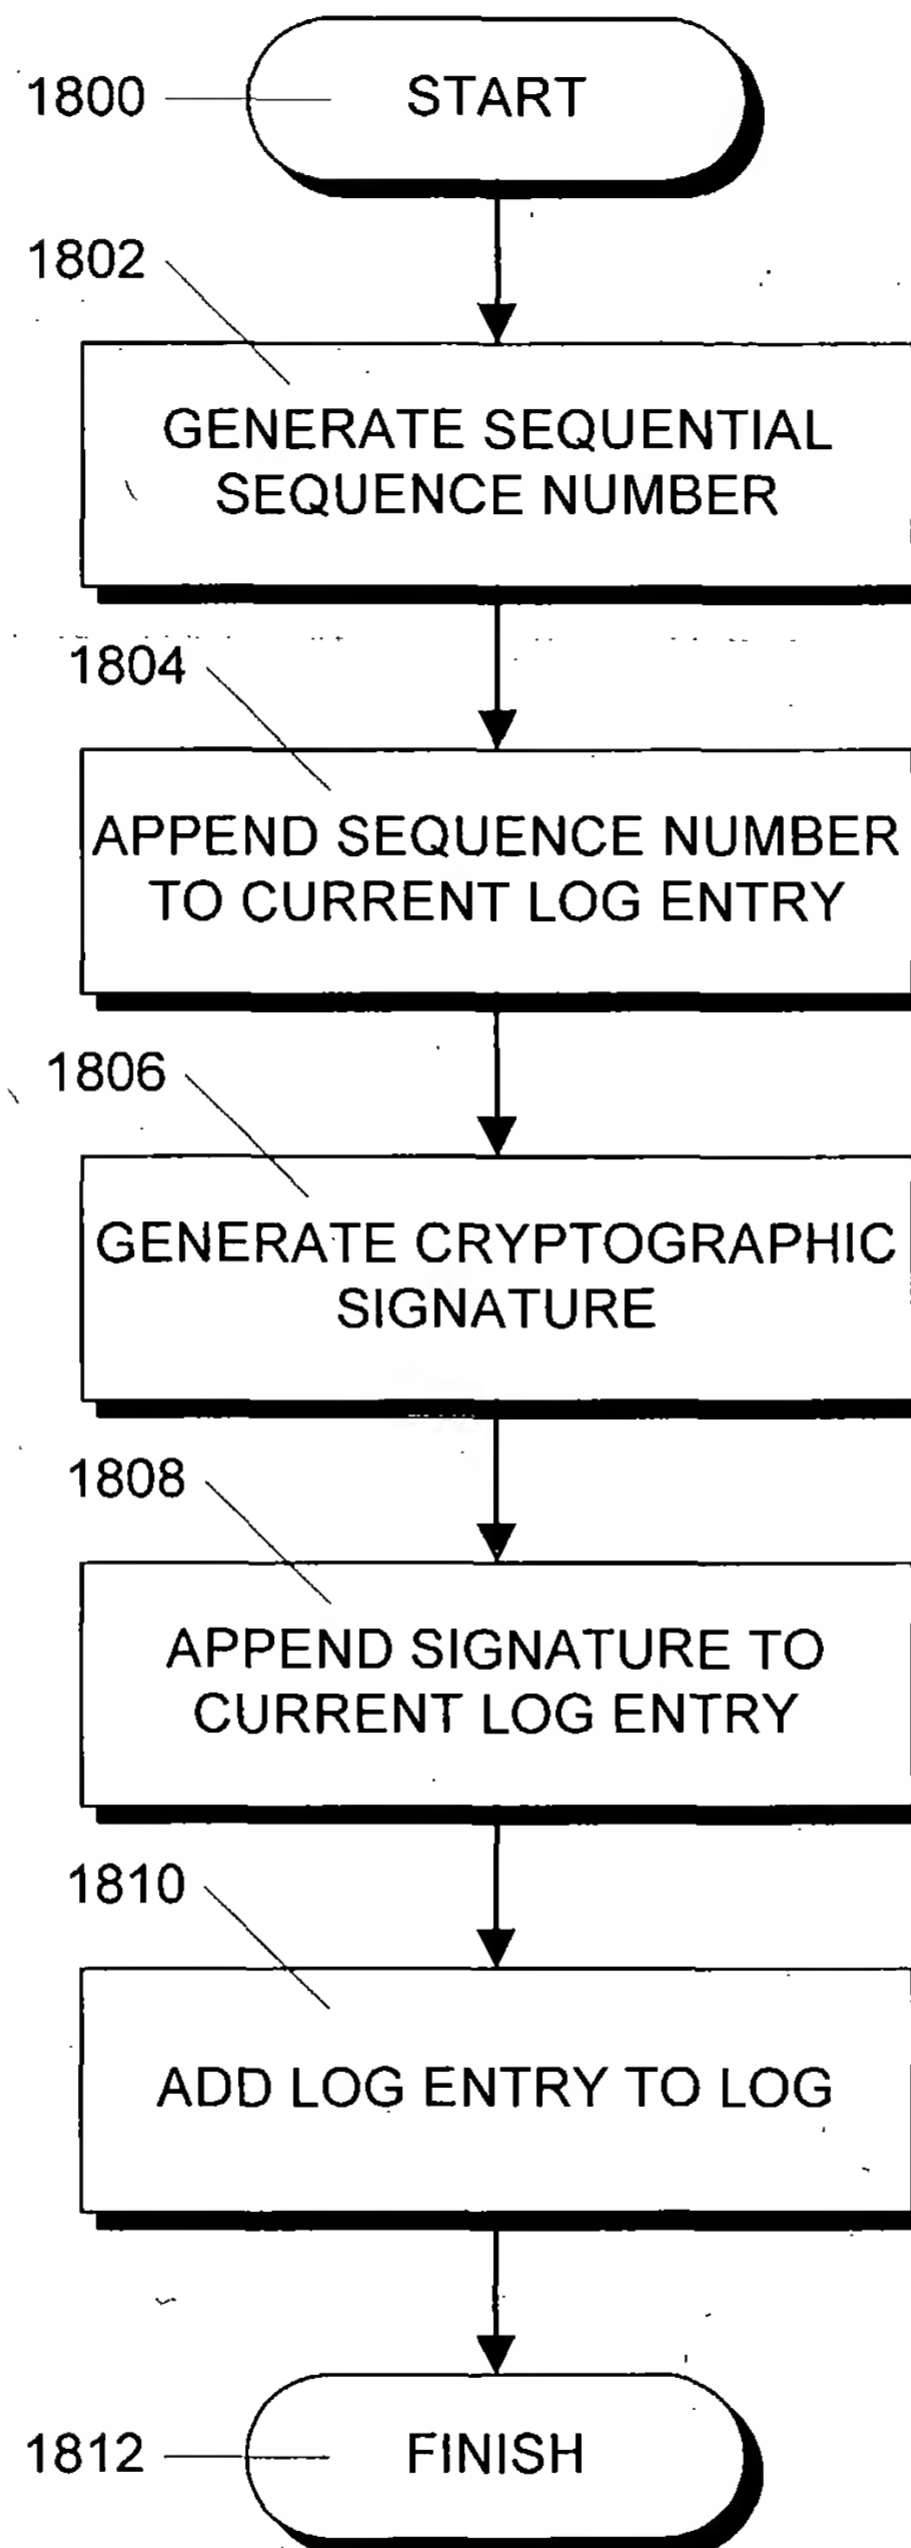 1800
START
1802
GENERATE SEQUENTIAL
SEQUENCE NUMBER
1804
APPEND SEQUENCE NUMBER
TO CURRENT LOG ENTRY
1806
GENERATE CRYPTOGRAPHIC
SIGNATURE
1808
APPEND SIGNATURE TO
CURRENT LOG ENTRY
1810
ADD LOG ENTRY TO LOG
1812
FINISH